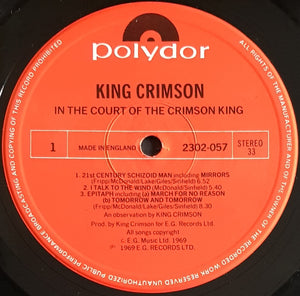 polydor
KING CRIMSON
IN THE COURT OF THE CRIMSON KING
1 MADE IN ENGLAND 2302-057 STEREO
33
1. 21st CENTURY SCHIZOID MAN including MIRRORS
(Fripp/McDonald/Lake/Giles/Sinfield) 6.52
2. I TALK TO THE WIND (McDonald/Sinfield) 5.40
3. EPITAPH including (a) MARCH FOR NO REASON
(b) TOMORROW AND TOMORROW
(Fripp/McDonald/Lake/Giles/Sinfield) 8.30
An observation by KING CRIMSON
Prod. by King Crimson for E.G. Records Ltd.
All songs
© E.G. Music Ltd. 1969
℗ 1969 E.G. RECORDS LTD.
BROADCASTING AND COPYING OF THIS RECORD PROHIBITED
ALL RIGHTS OF THE MANUFACTURER AND OF THE OWNER OF THE RECORDED WORK RESERVED UNAUTHORIZED PUBLIC PERFORMANCE